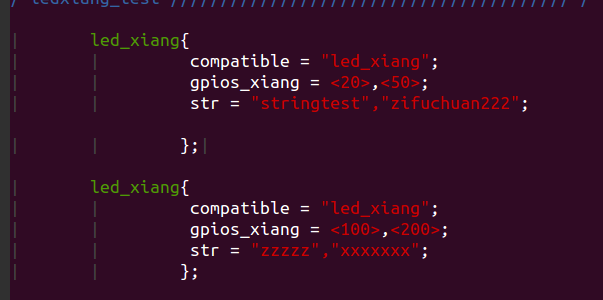 / ledxiang_test ///////////////////////////////////////// /
led_xiang{
compatible = "led_xiang";
gpios_xiang = <20>,<50>;
str = "stringtest","zifuchuan222";
};
led_xiang{
compatible = "led_xiang";
gpios_xiang = <100>,<200>;
str = "zzzzz","xxxxxxx";
};